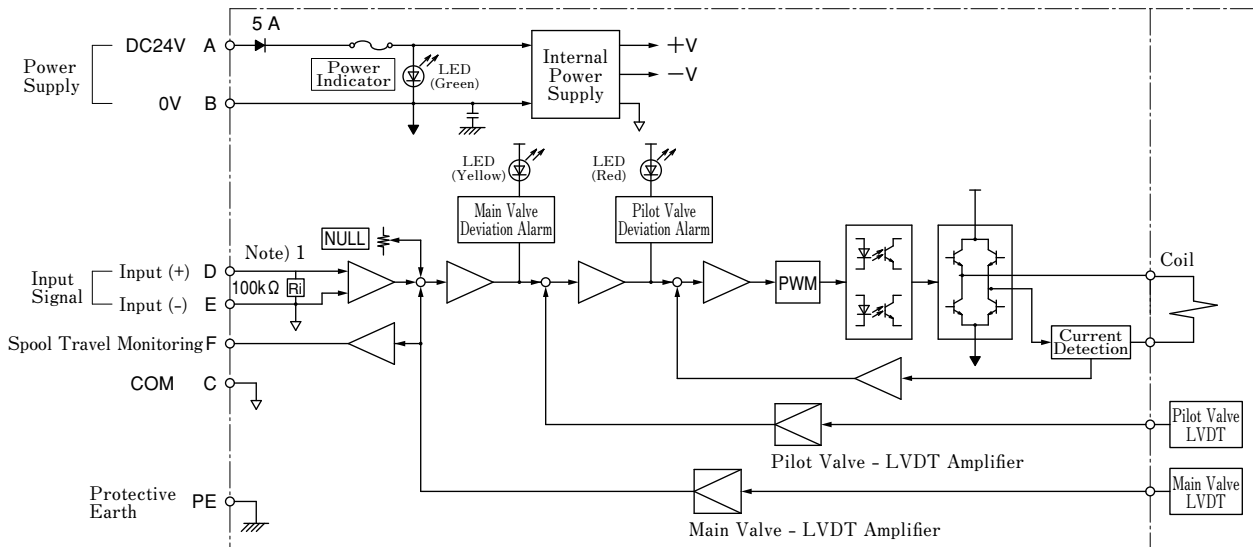 5 A
DC24V A
Power
Supply
0V B
Power
Indicator
LED
(Green)
Internal
Power
Supply
+V
−V
LED
(Yellow)
LED
(Red)
Main Valve
Deviation Alarm
Pilot Valve
Deviation Alarm
NULL
Note) 1
Input
Signal
Input (+) D
100kΩ Ri
Input (-) E
PWM
Coil
Current
Detection
Spool Travel Monitoring F
COM C
Pilot Valve
LVDT
Pilot Valve - LVDT Amplifier
Main Valve
LVDT
Main Valve - LVDT Amplifier
Protective
Earth
PE